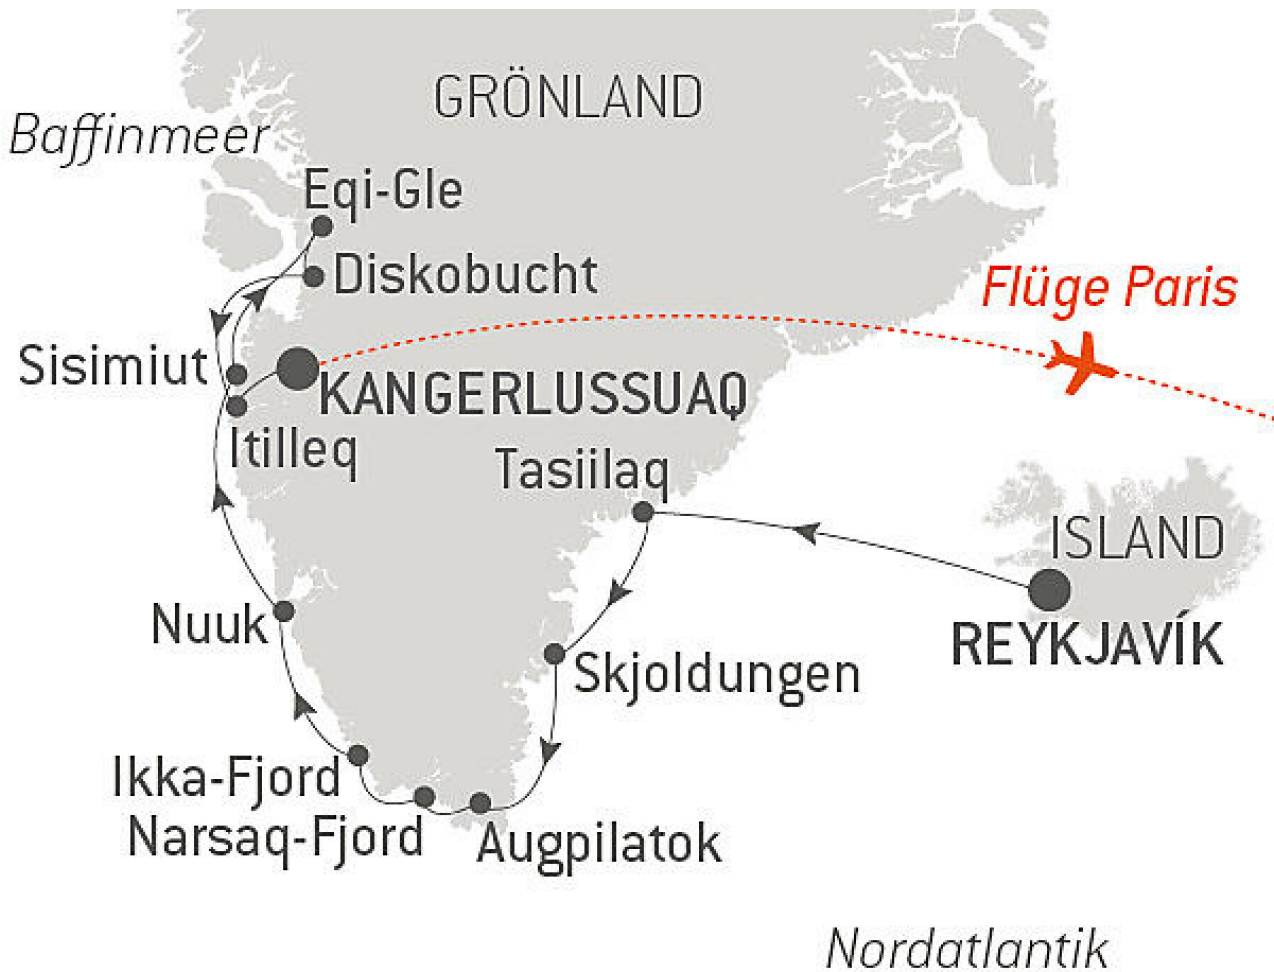 GRÖNLAND
Baffinmeer
Eqi-Gle
Diskobucht
Flüge Paris
Sisimiut
KANGERLUSSUAQ
Itilleq
Tasiilaq
ISLAND
Nuuk
REYKJAVÍK
Skjoldungen
Ikka-Fjord
Narsaq-Fjord
Augpilatok
Nordatlantik